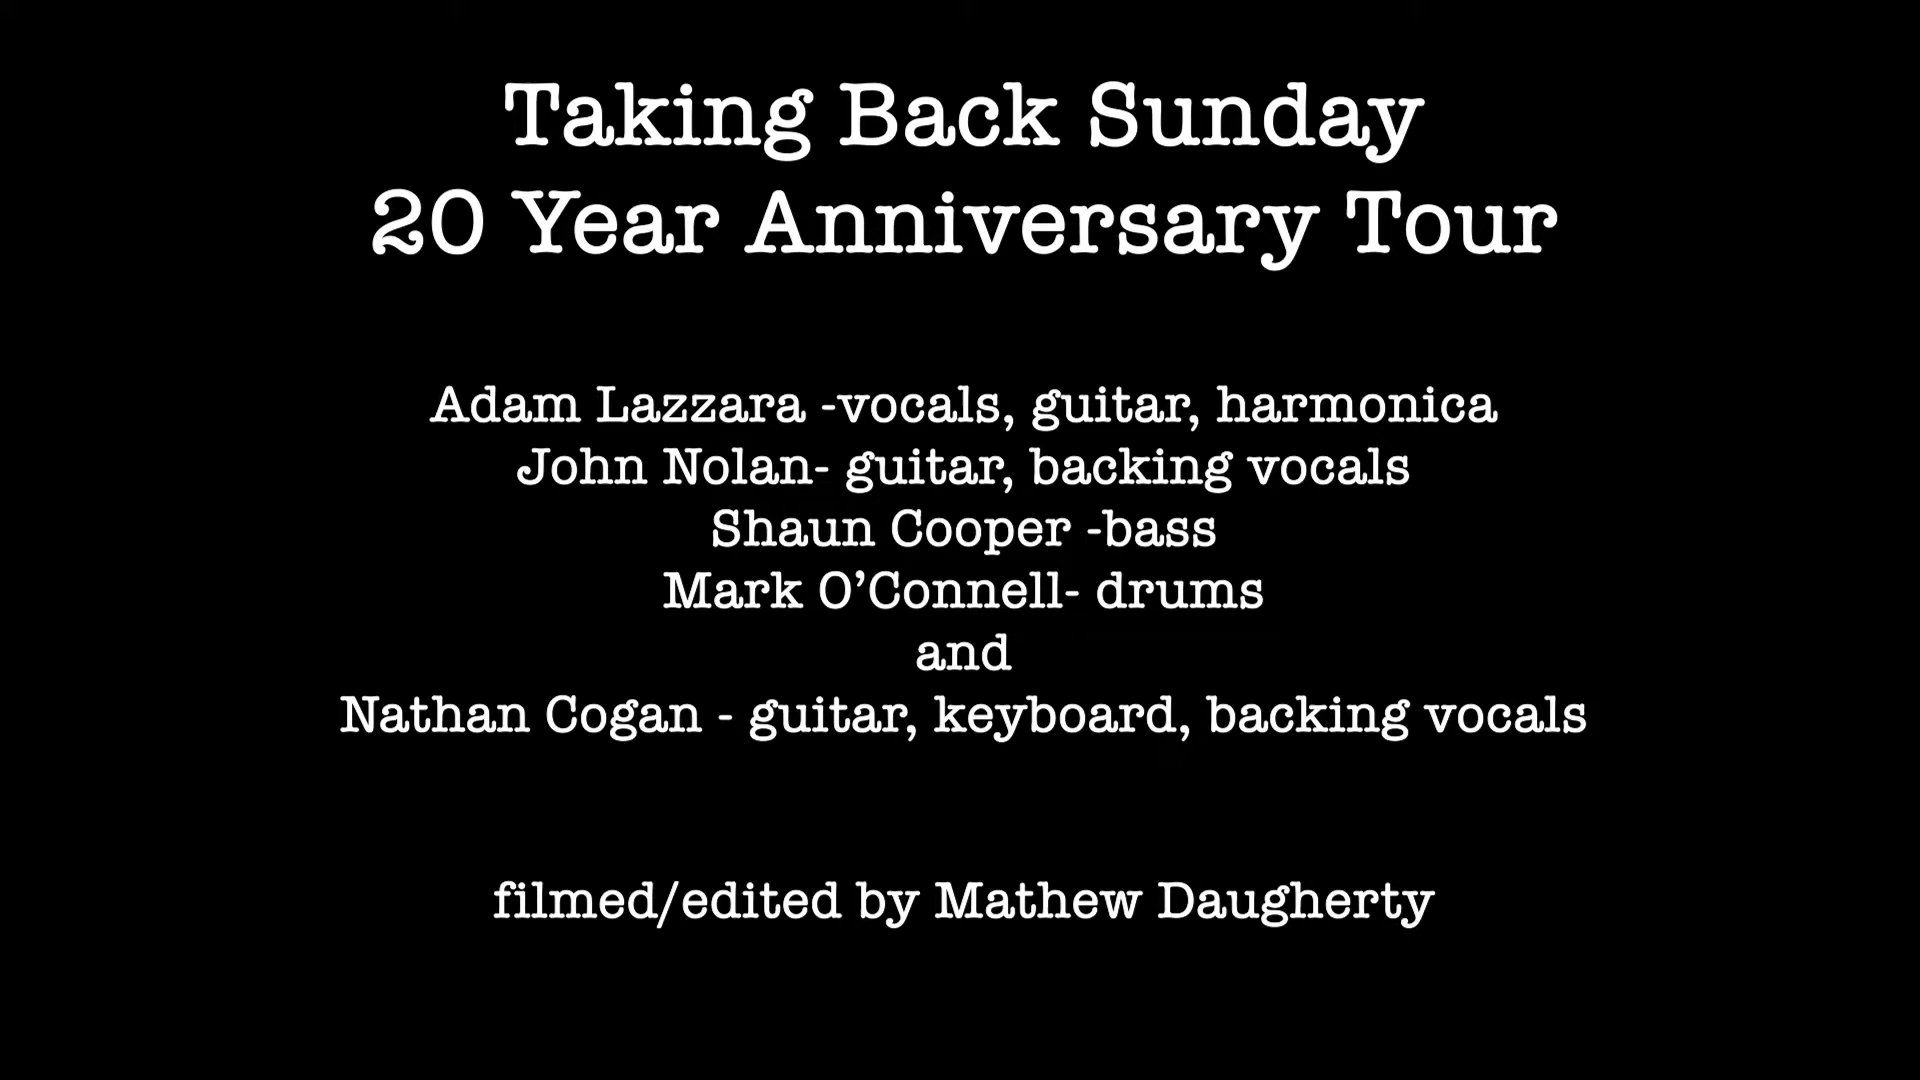 Taking Back Sunday
20 Year Anniversary Tour
Adam Lazzara -vocals, guitar, harmonica
John Nolan- guitar, backing vocals
Shaun Cooper -bass
Mark O’Connell- drums
and
Nathan Cogan - guitar, keyboard, backing vocals
filmed/edited by Mathew Daugherty